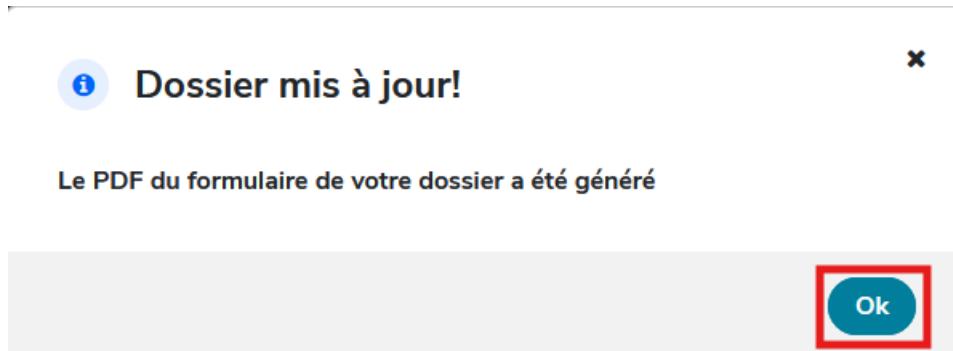 Dossier mis à jour!
Le PDF du formulaire de votre dossier a été généré
Ok